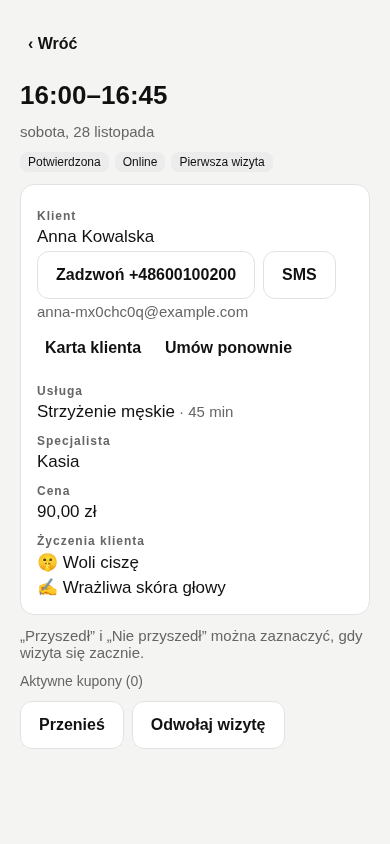 ‹ Wróć
16:00–16:45
sobota, 28 listopada
Potwierdzona Online Pierwsza wizyta
Klient
Anna Kowalska
Zadzwoń +48600100200 SMS
anna-mx0chc0q@example.com
Karta klienta Umów ponownie
Usługa
Strzyżenie męskie · 45 min
Specjalista
Kasia
Cena
90,00 zł
Życzenia klienta
🤫 Woli ciszę
✍️ Wrażliwa skóra głowy
„Przyszedł” i „Nie przyszedł” można zaznaczyć, gdy
wizyta się zacznie.
Aktywne kupony (0)
Przenieś Odwołaj wizytę